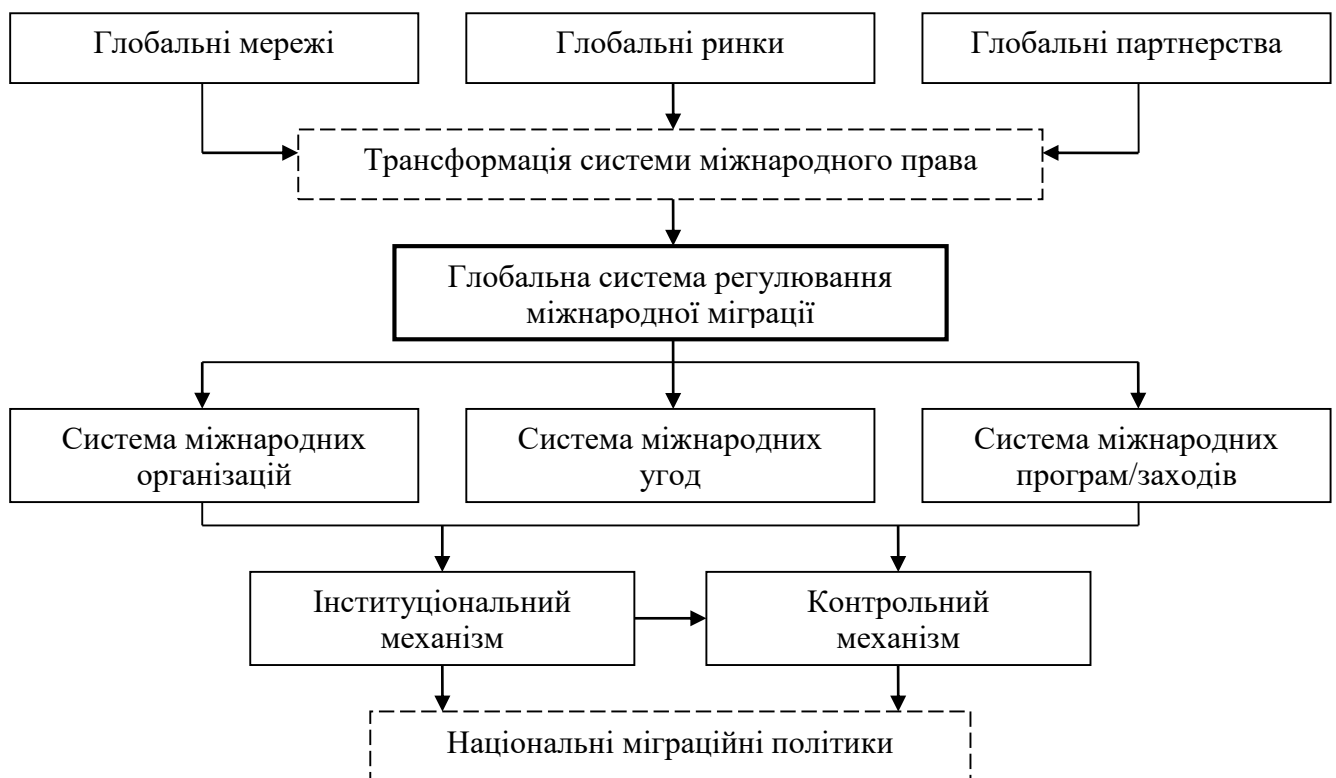 Глобальні мережі
Глобальні ринки
Глобальні партнерства
Трансформація системи міжнародного права
Глобальна система регулювання
міжнародної міграції
Система міжнародних
організацій
Система міжнародних
угод
Система міжнародних
програм/заходів
Інституціональний
механізм
Контрольний
механізм
Національні міграційні політики